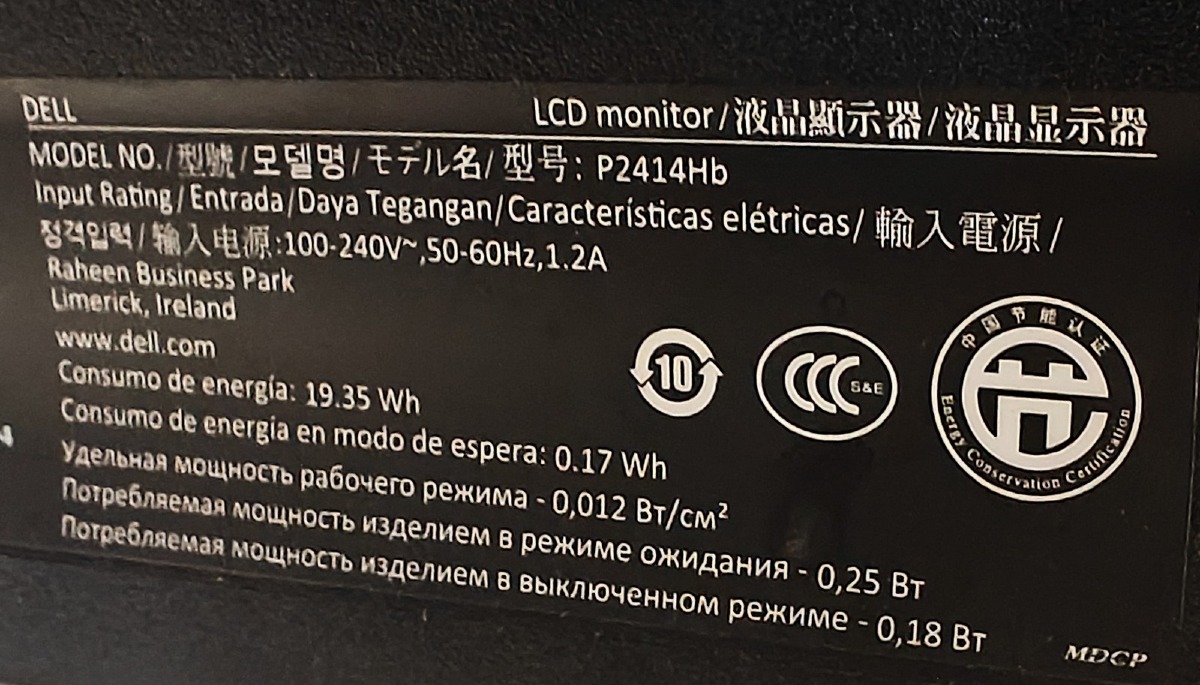 DELL LCD monitor/液晶顯示器/液晶显示器
MODEL NO./型號/모델명/モデル名/型号: P2414Hb
Input Rating/Entrada/Daya Tegangan/Características elétricas/輸入電源/
정격입력/输入电源:100-240V~,50-60Hz,1.2A
Raheen Business Park
Limerick, Ireland
www.dell.com
Consumo de energía: 19.35 Wh
Consumo de energía en modo de espera: 0.17 Wh
Удельная мощность рабочего режима - 0,012 Вт/см²
Потребляемая мощность изделием в режиме ожидания - 0,25 Вт
Потребляемая мощность изделием в выключенном режиме - 0,18 Вт
10
CCC S&E
中国节能认证
Energy Conservation Certification
MDCP